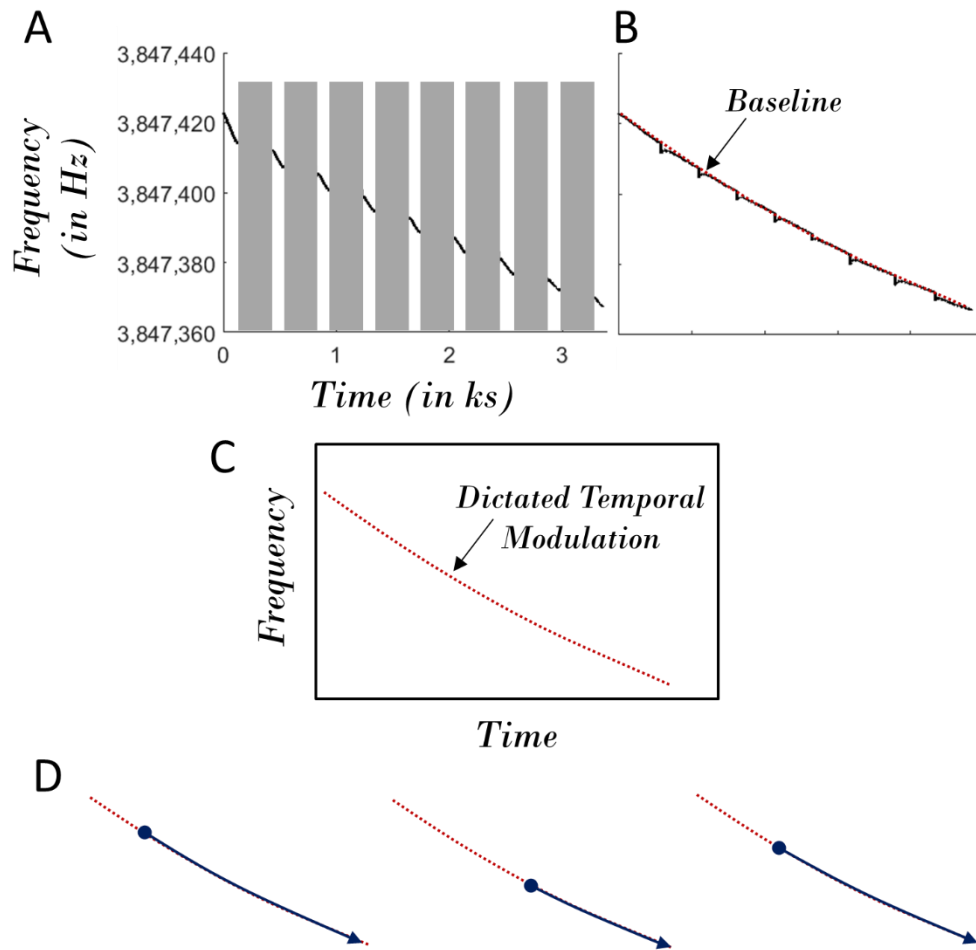 A
B
Frequency
(in Hz)
3,847,440
3,847,420
3,847,400
3,847,380
3,847,360
0
1
2
3
Time (in ks)
Baseline
C
Frequency
Dictated Temporal
Modulation
Time
D